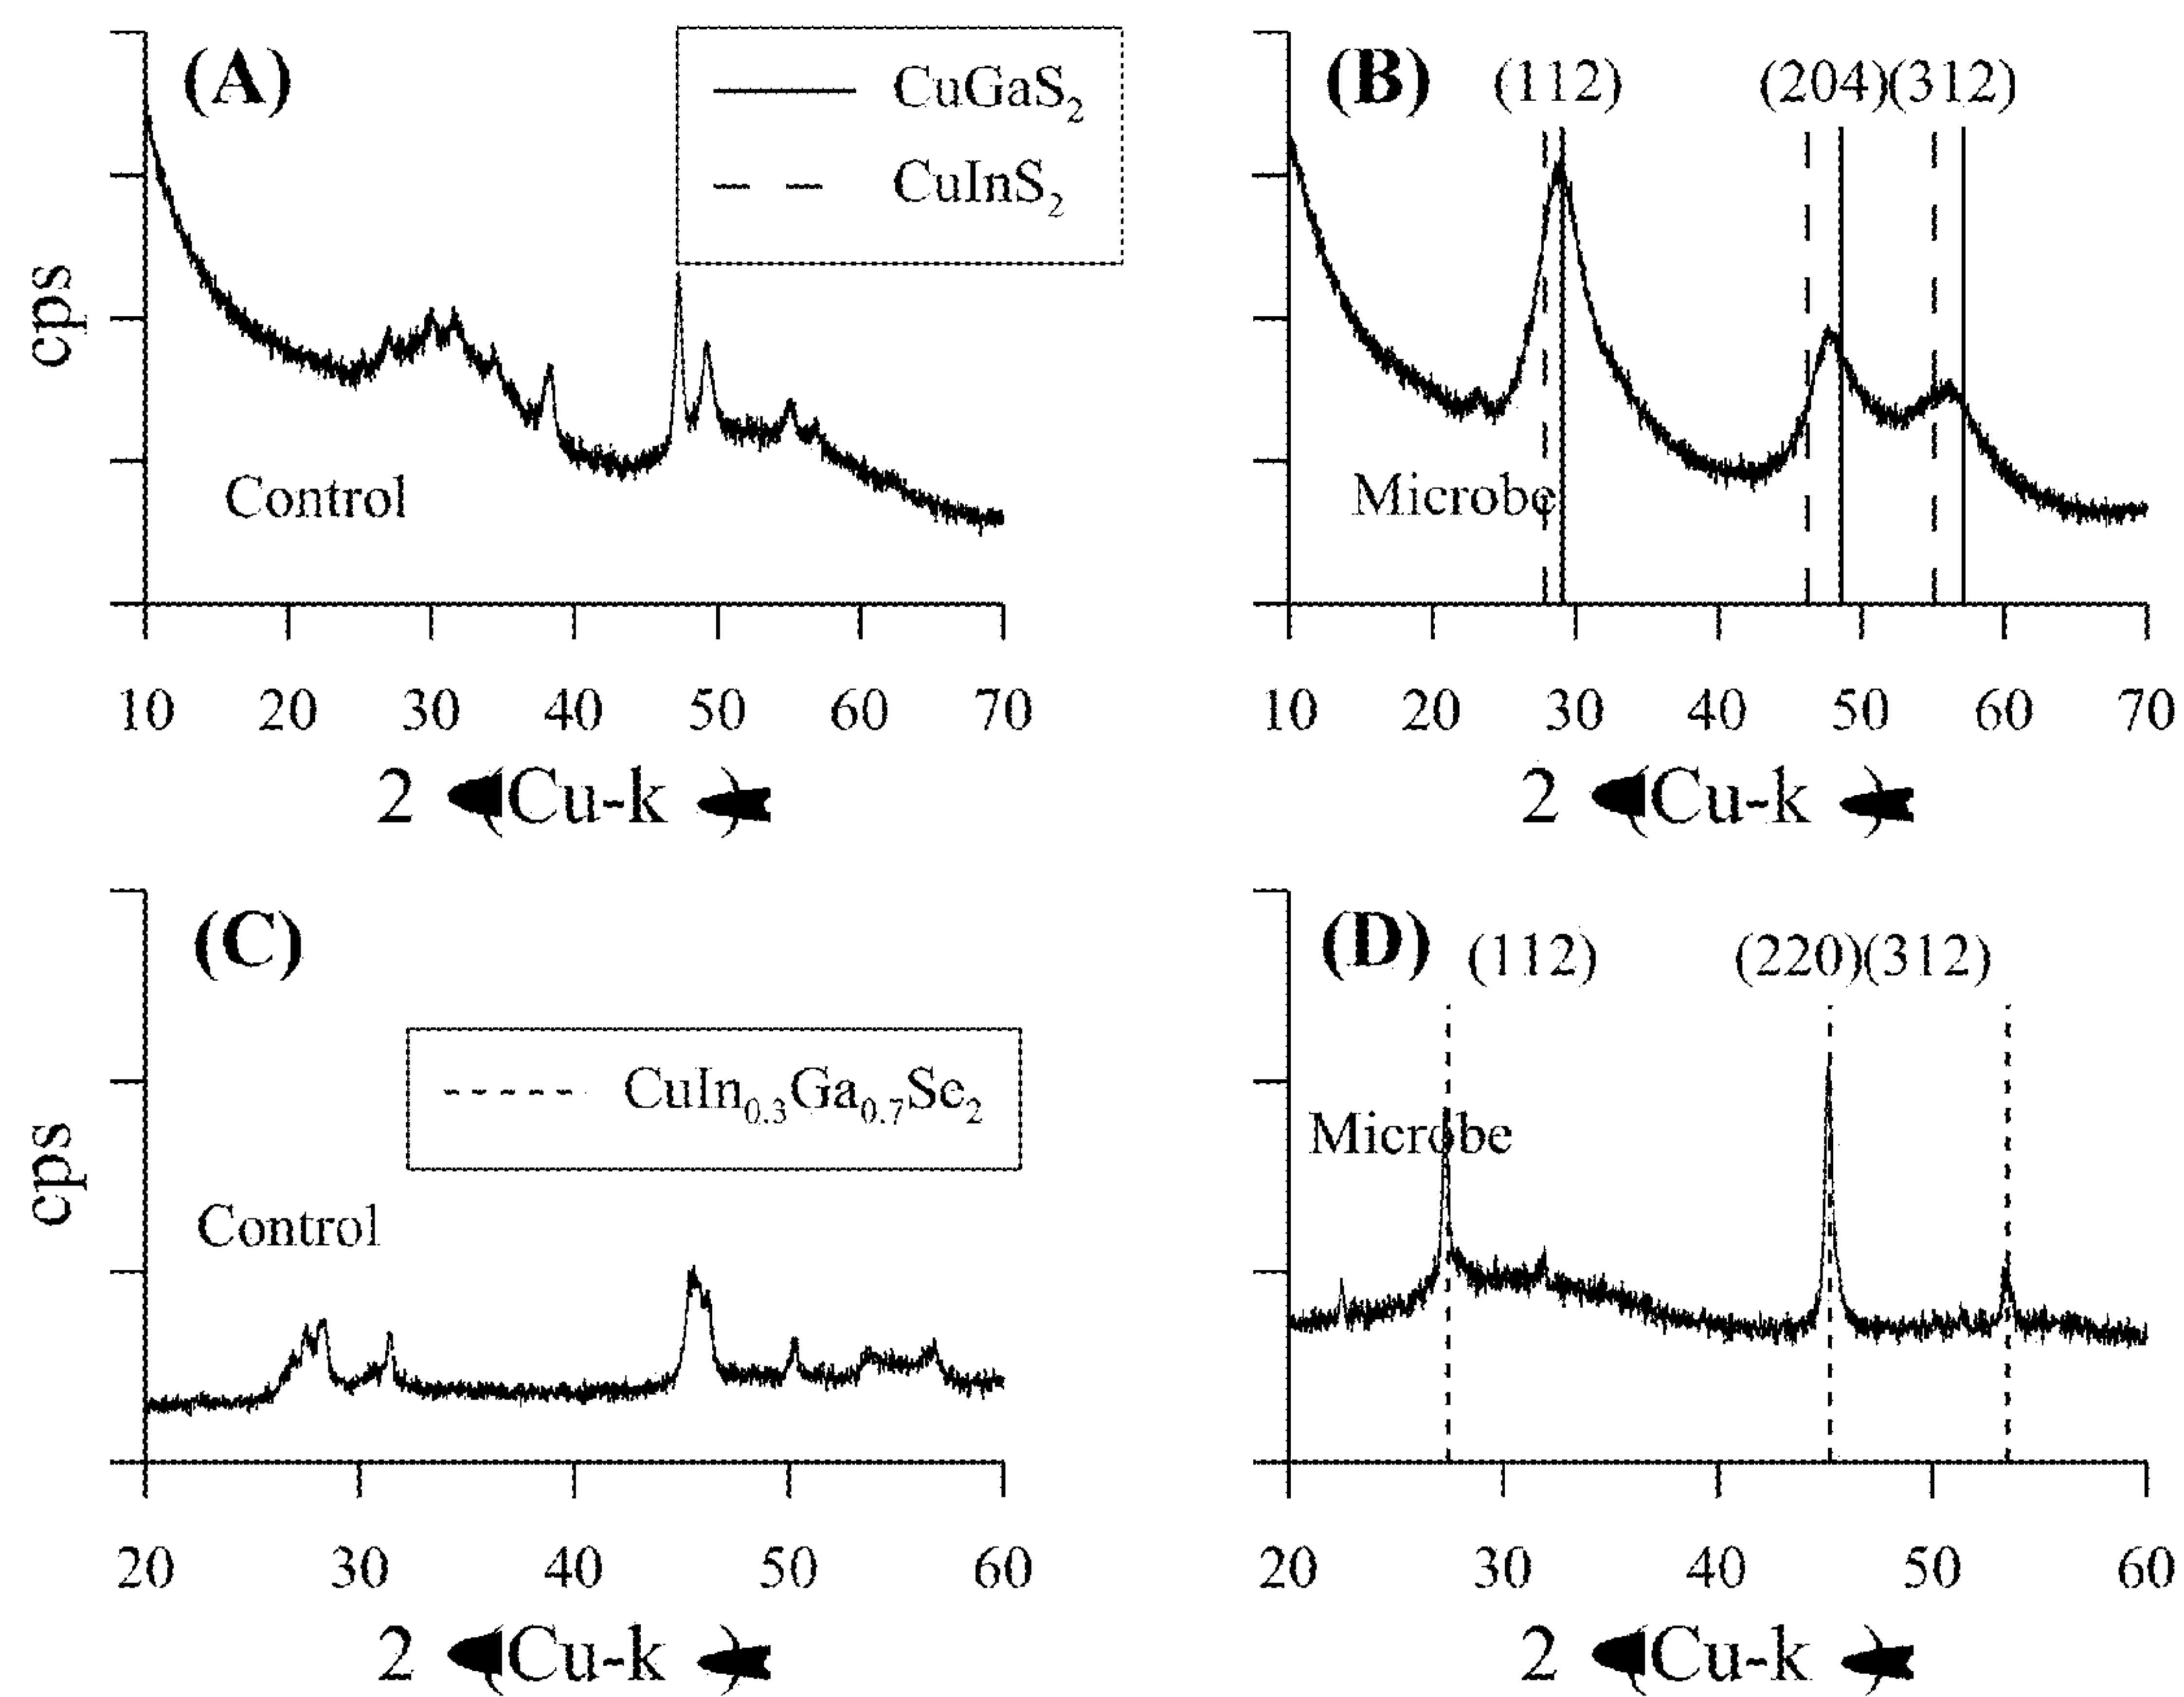 (A)
CuGaS2
CuInS2
cps
Control
10 20 30 40 50 60 70
2 (Cu-k )
(B) (112) (204)(312)
Microbe
10 20 30 40 50 60 70
2 (Cu-k )
(C)
CuIn0.3Ga0.7Se2
cps
Control
20 30 40 50 60
2 (Cu-k )
(D) (112) (220)(312)
Microbe
20 30 40 50 60
2 (Cu-k )